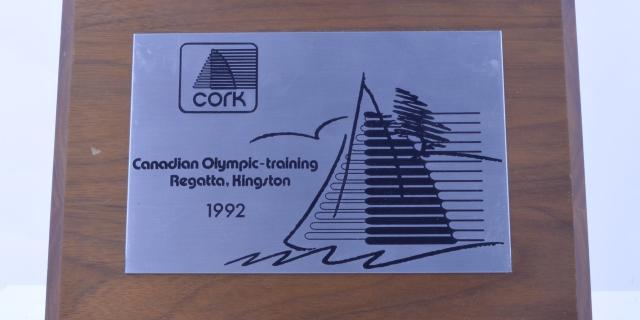 cork
Canadian Olympic-training
Regatta, Kingston
1992